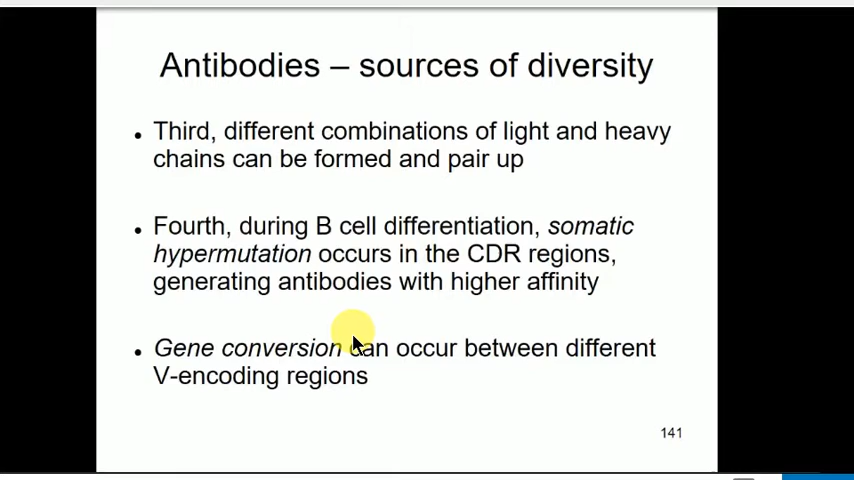 Antibodies – sources of diversity
• Third, different combinations of light and heavy
chains can be formed and pair up
• Fourth, during B cell differentiation, somatic
hypermutation occurs in the CDR regions,
generating antibodies with higher affinity
• Gene conversion can occur between different
V-encoding regions
141